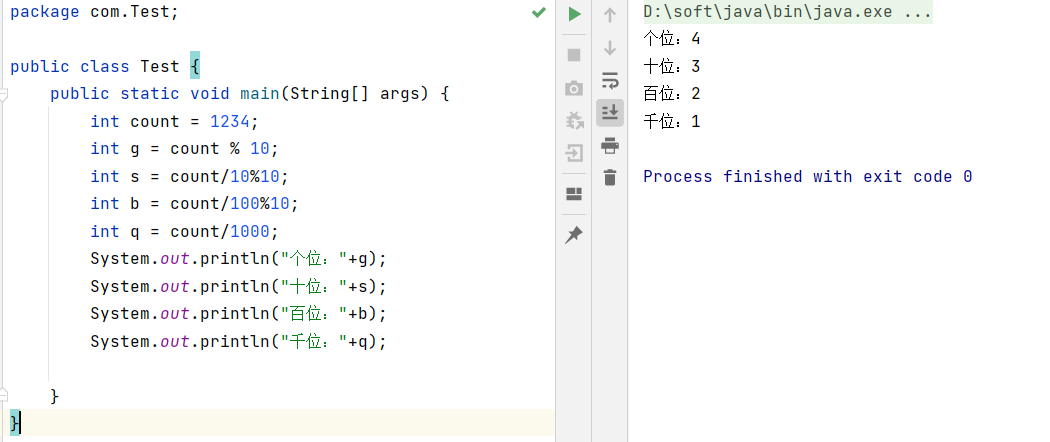 package com.Test;
public class Test {
public static void main(String[] args) {
int count = 1234;
int g = count % 10;
int s = count/10%10;
int b = count/100%10;
int q = count/1000;
System.out.println("个位："+g);
System.out.println("十位："+s);
System.out.println("百位："+b);
System.out.println("千位："+q);
}
}
D:\soft\java\bin\java.exe ...
个位：4
十位：3
百位：2
千位：1
Process finished with exit code 0